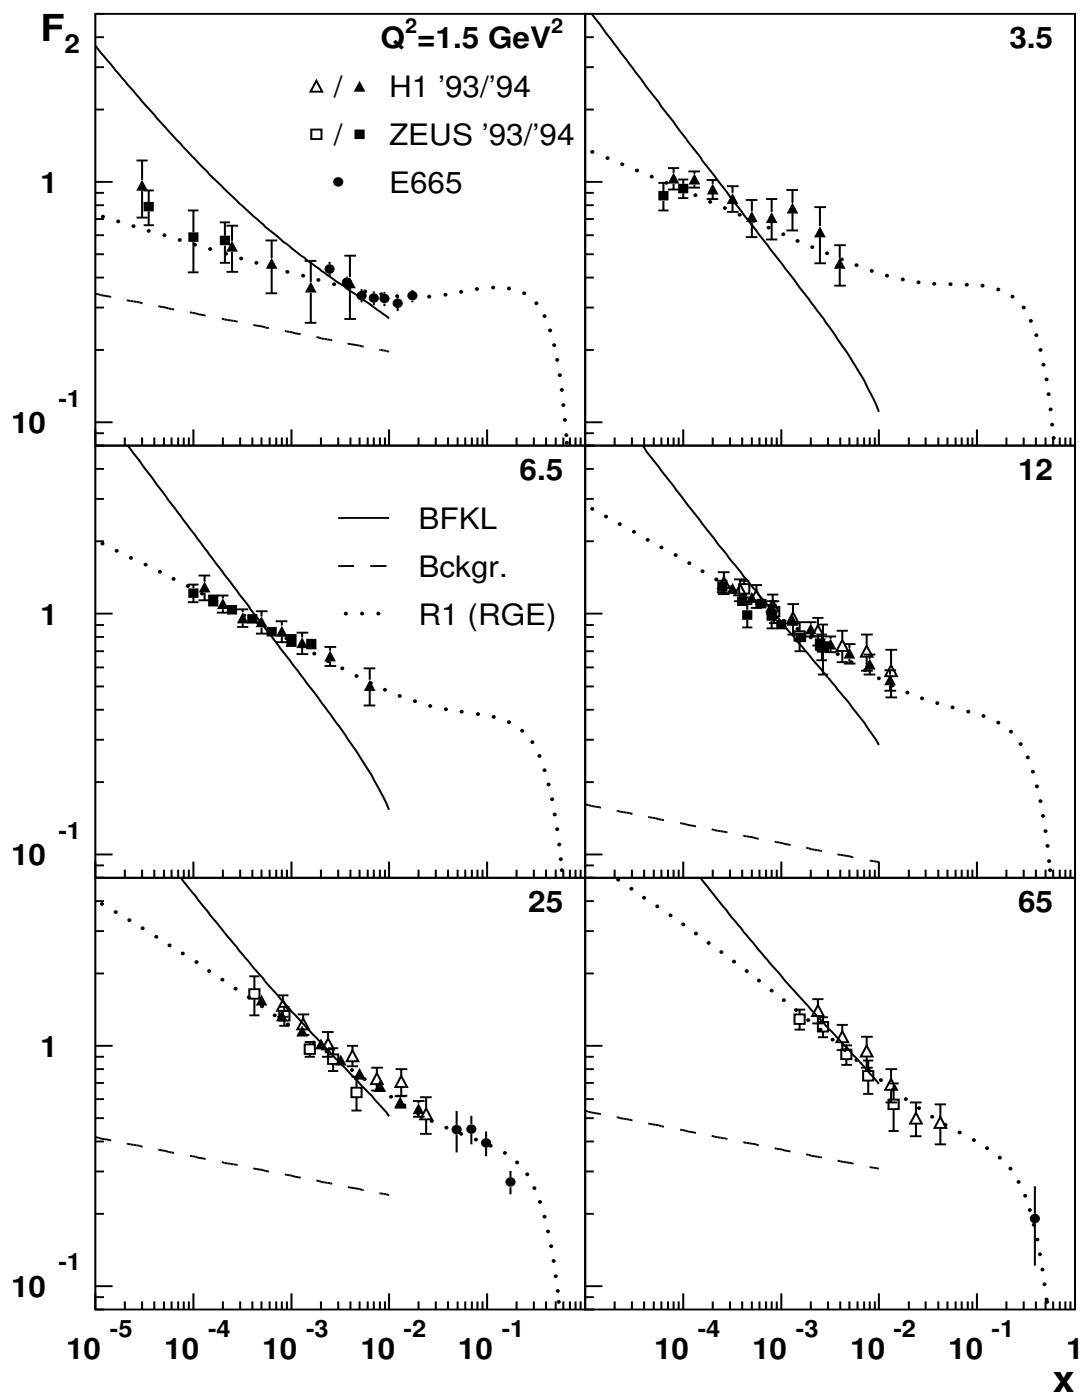 F₂
Q²=1.5 GeV²
3.5
△ / ▲ H1 ’93/’94
□ / ■ ZEUS ’93/’94
● E665
1
10⁻¹
6.5
12
BFKL
Bckgr.
R1 (RGE)
1
10⁻¹
25
65
1
10⁻¹
10⁻⁵ 10⁻⁴ 10⁻³ 10⁻² 10⁻¹ 10⁻⁴ 10⁻³ 10⁻² 10⁻¹ 1
x